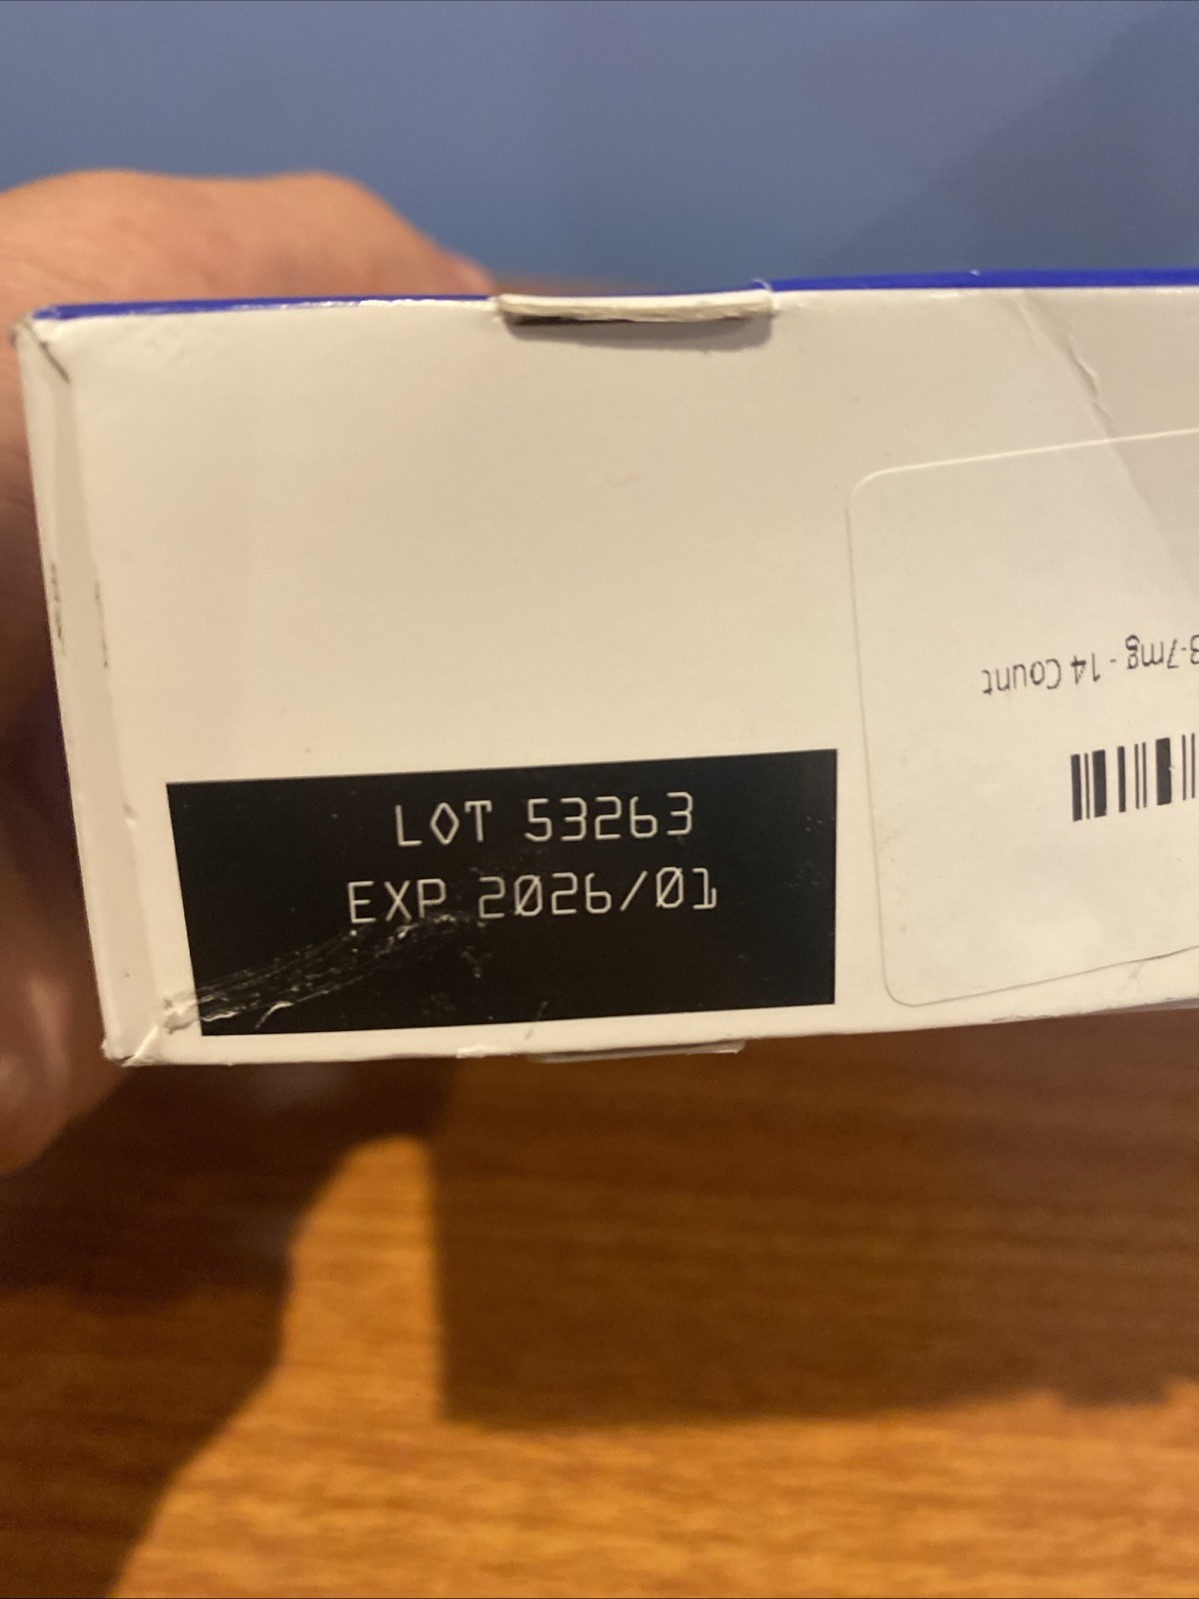 3-7mg - 14 Count
LOT 53263
EXP 2026/01